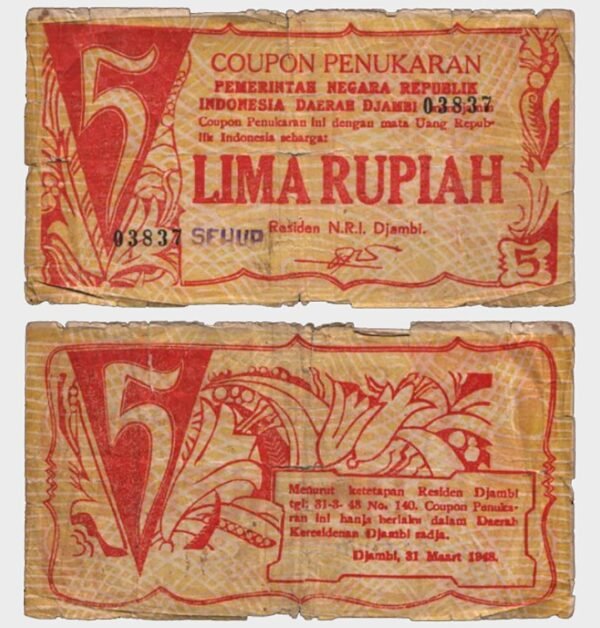 5
COUPON PENUKARAN
PEMERINTAH NEGARA REPUBLIK
INDONESIA DAERAH DJAMBI 03837
Coupon Penukaran ini dengan mata Uang Repub-
lik Indonesia seharga:
LIMA RUPIAH
03837
Residen N.R.I. Djambi.
5
5
Menurut ketetapan Residen Djambi
tgl: 31-3- 48 No. 140. Coupon Penuka-
ran ini hanja berlaku dalam Daerah
Keresidenan Djambi sadja.
Djambi, 31 Maart 1948.